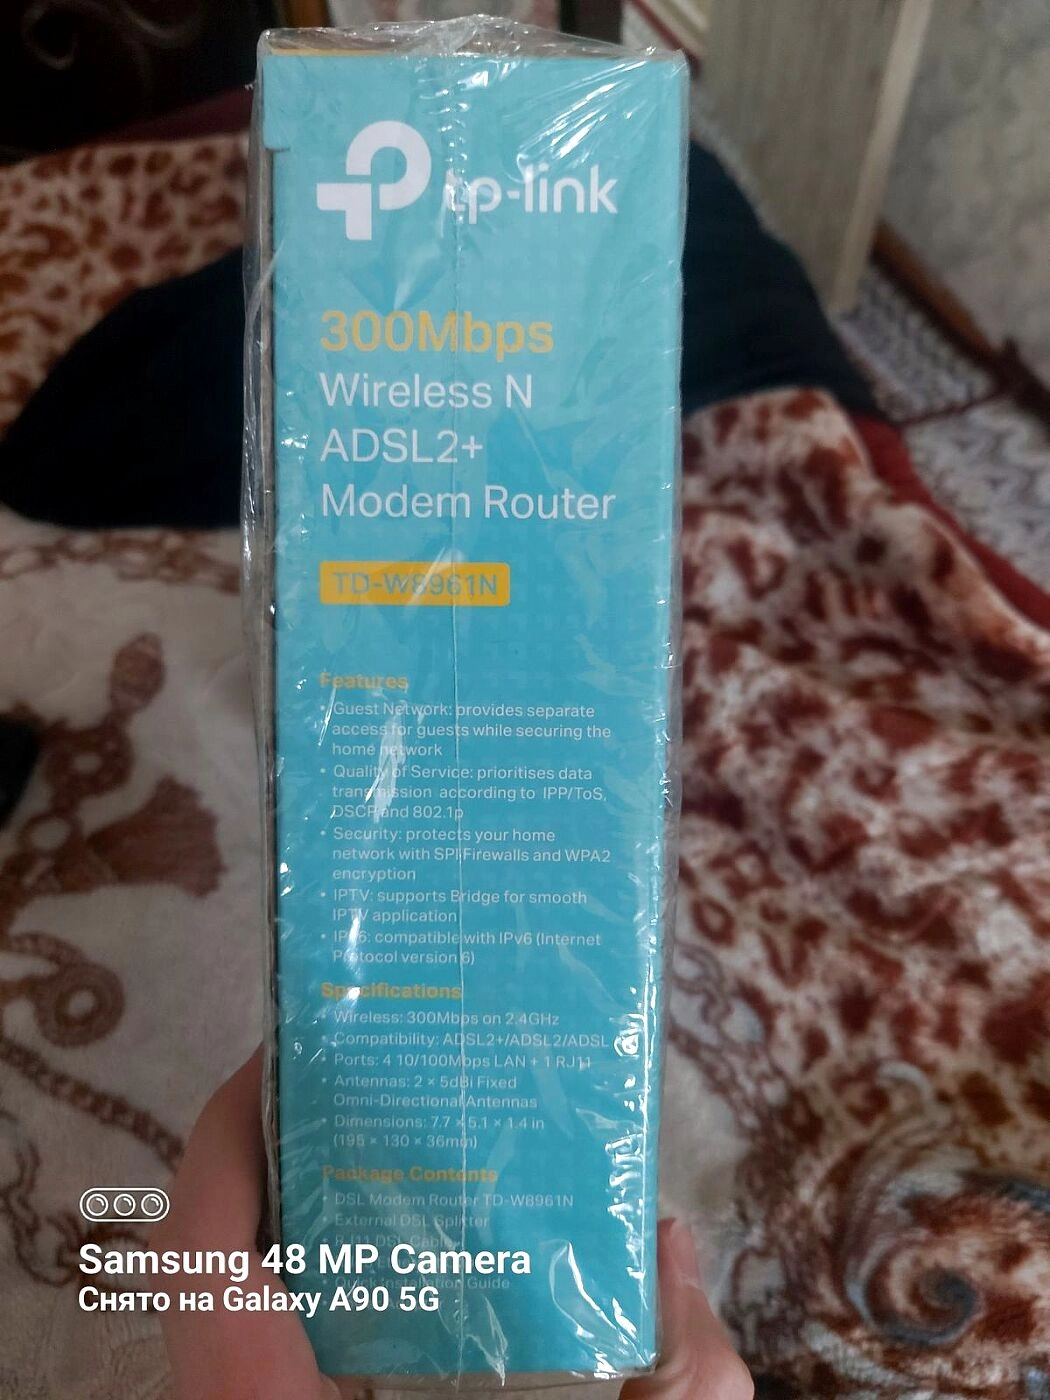 tp-link
300Mbps
Wireless N
ADSL2+
Modem Router
TD-W8961N
Features
• Guest Network: provides separate
access for guests while securing the
home network
• Quality of Service: prioritises data
transmission according to IPP/ToS,
DSCP and 802.1p
• Security: protects your home
network with SPI Firewalls and WPA2
encryption
• IPTV: supports Bridge for smooth
IPTV application
• IPv6: compatible with IPv6 (Internet
Protocol version 6)
Specifications
• Wireless: 300Mbps on 2.4GHz
• Compatibility: ADSL2+/ADSL2/ADSL
• Ports: 4 10/100Mbps LAN + 1 RJ11
• Antennas: 2 × 5dBi Fixed
Omni-Directional Antennas
• Dimensions: 7.7 × 5.1 × 1.4 in
(195 × 130 × 36mm)
Package Contents
• DSL Modem Router TD-W8961N
• External DSL Splitter
• RJ11 DSL Cable
• Quick Installation Guide
Samsung 48 MP Camera
Снято на Galaxy A90 5G